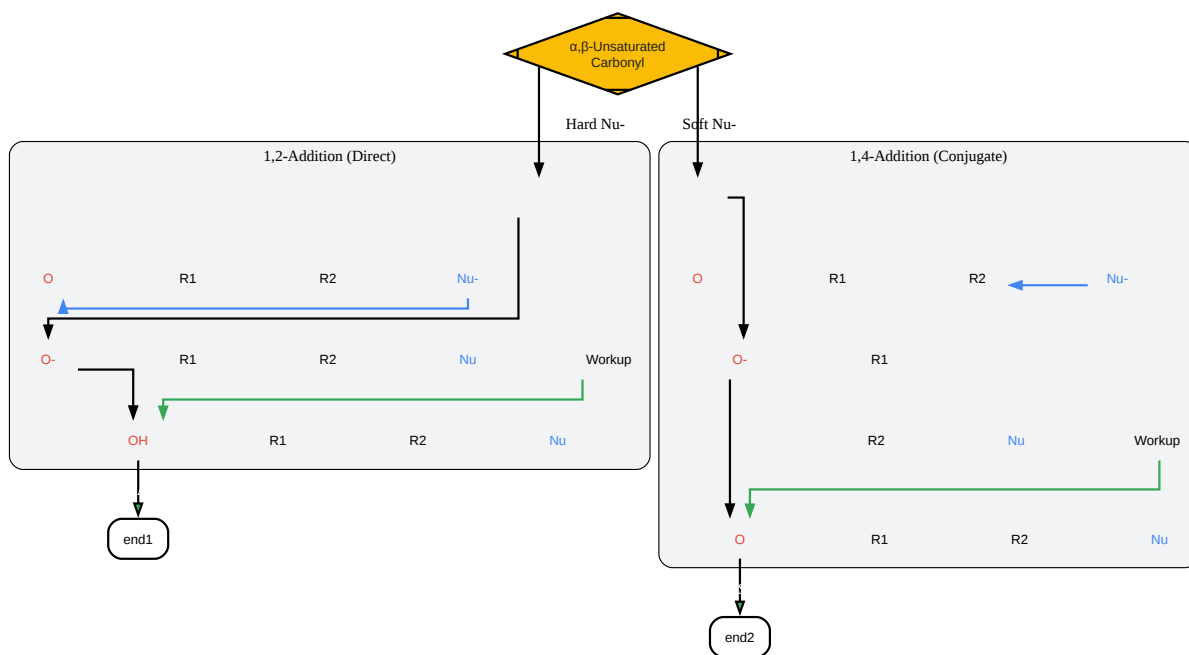 α,β-Unsaturated
Carbonyl
Hard Nu-
Soft Nu-
1,2-Addition (Direct)
O R1 R2 Nu-
O- R1 R2 Nu Workup
OH R1 R2 Nu
end1
1,4-Addition (Conjugate)
O R1 R2 Nu-
O- R1
R2 Nu Workup
O R1 R2 Nu
end2